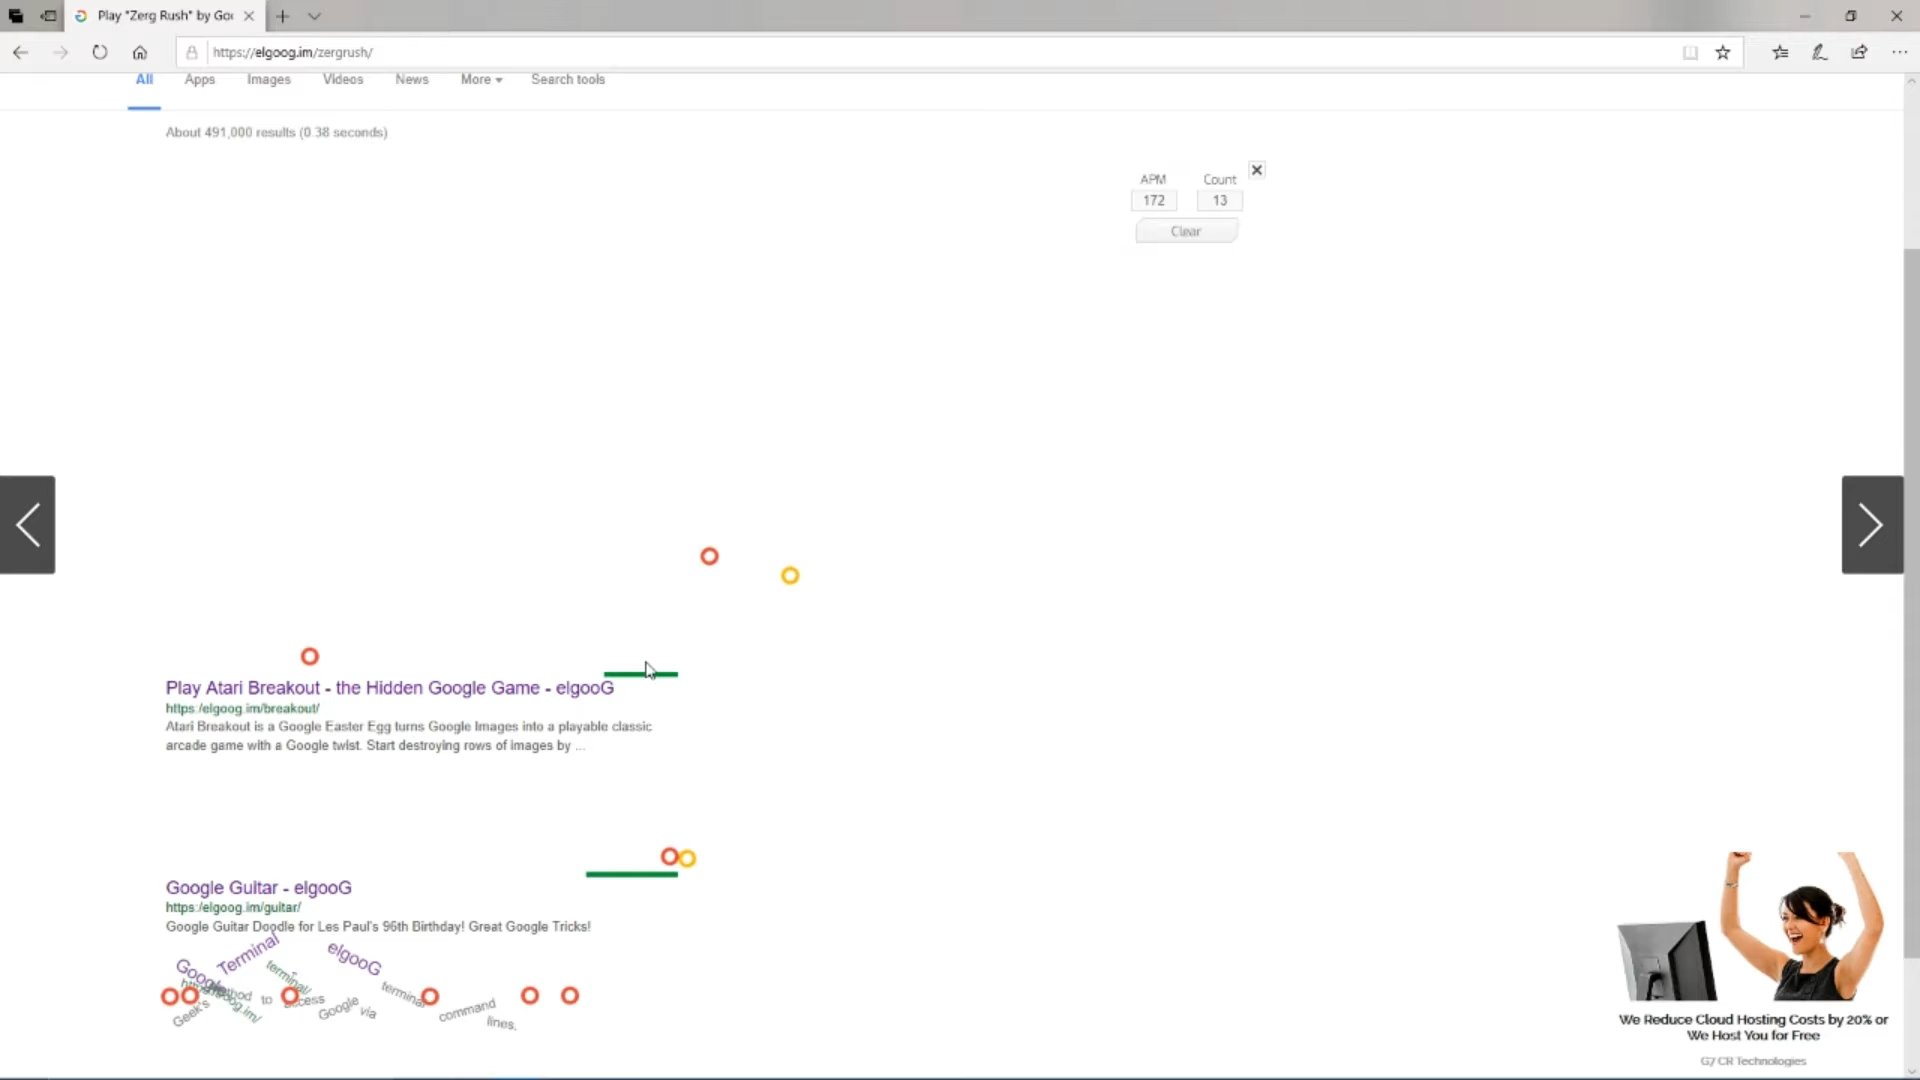 Play "Zerg Rush" by Go
https://elgoog.im/zergrush/
All Apps Images Videos News More Search tools
About 491,000 results (0.38 seconds)
APM Count
172 13
Clear
Play Atari Breakout - the Hidden Google Game - elgooG
https:/elgoog.im/breakout/
Atari Breakout is a Google Easter Egg turns Google Images into a playable classic
arcade game with a Google twist. Start destroying rows of images by ...
Google Guitar - elgooG
https:/elgoog.im/guitar/
Google Guitar Doodle for Les Paul's 96th Birthday! Great Google Tricks!
Terminal elgooG
terminal/
Geek's to Google via terminal command lines.
We Reduce Cloud Hosting Costs by 20% or
We Host You for Free
G7 CR Technologies